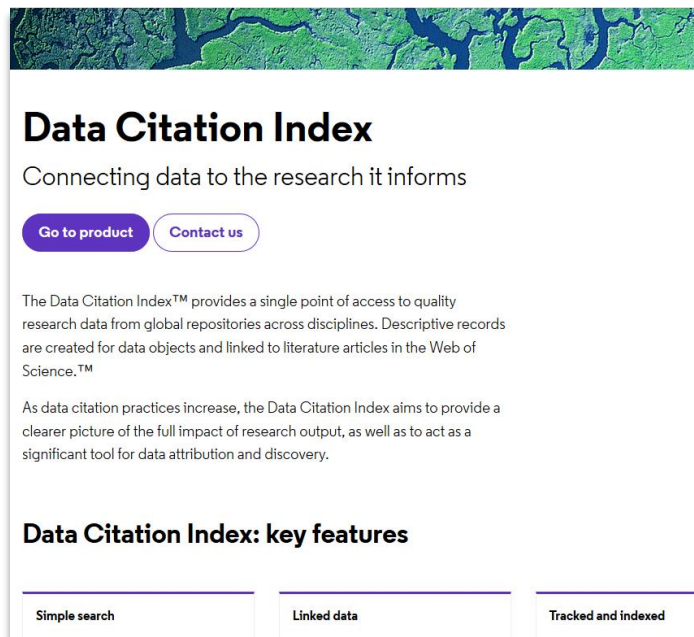 Data Citation Index
Connecting data to the research it informs
Go to product Contact us
The Data Citation Index™ provides a single point of access to quality
research data from global repositories across disciplines. Descriptive records
are created for data objects and linked to literature articles in the Web of
Science.™
As data citation practices increase, the Data Citation Index aims to provide a
clearer picture of the full impact of research output, as well as to act as a
significant tool for data attribution and discovery.
Data Citation Index: key features
Simple search Linked data Tracked and indexed